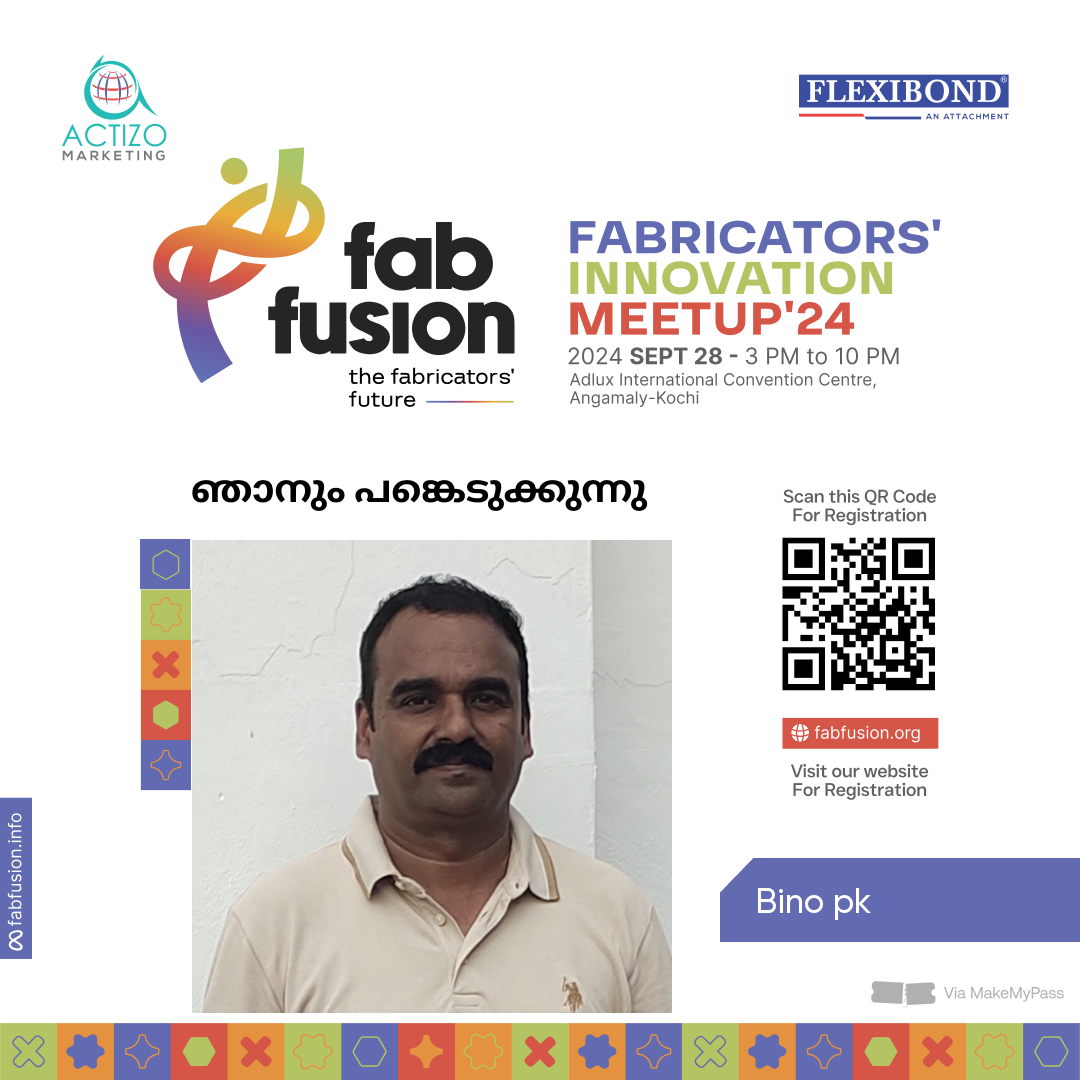 ACTIZO
MARKETING
FLEXIBOND®
AN ATTACHMENT
fab
fusion
the fabricators'
future
FABRICATORS'
INNOVATION
MEETUP'24
2024 SEPT 28 - 3 PM to 10 PM
Adlux International Convention Centre,
Angamaly-Kochi
ഞാനും പങ്കെടുക്കുന്നു
Scan this QR Code
For Registration
fabfusion.org
Visit our website
For Registration
fabfusion.info
Bino pk
Via MakeMyPass